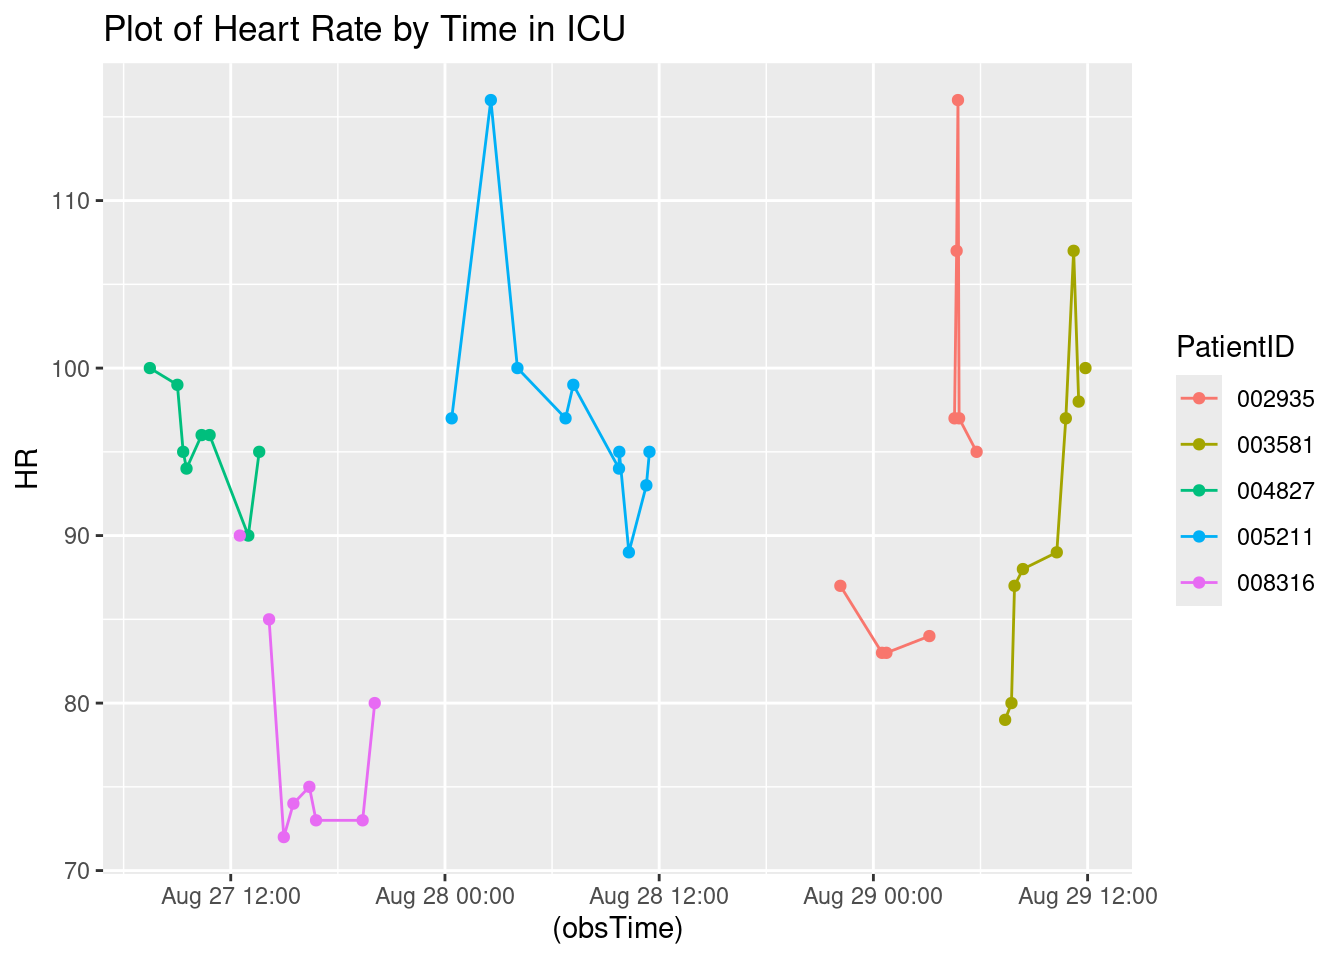 Plot of Heart Rate by Time in ICU
HR
110
100
90
80
70
Aug 27 12:00 Aug 28 00:00 Aug 28 12:00 Aug 29 00:00 Aug 29 12:00
(obsTime)
PatientID
002935
003581
004827
005211
008316